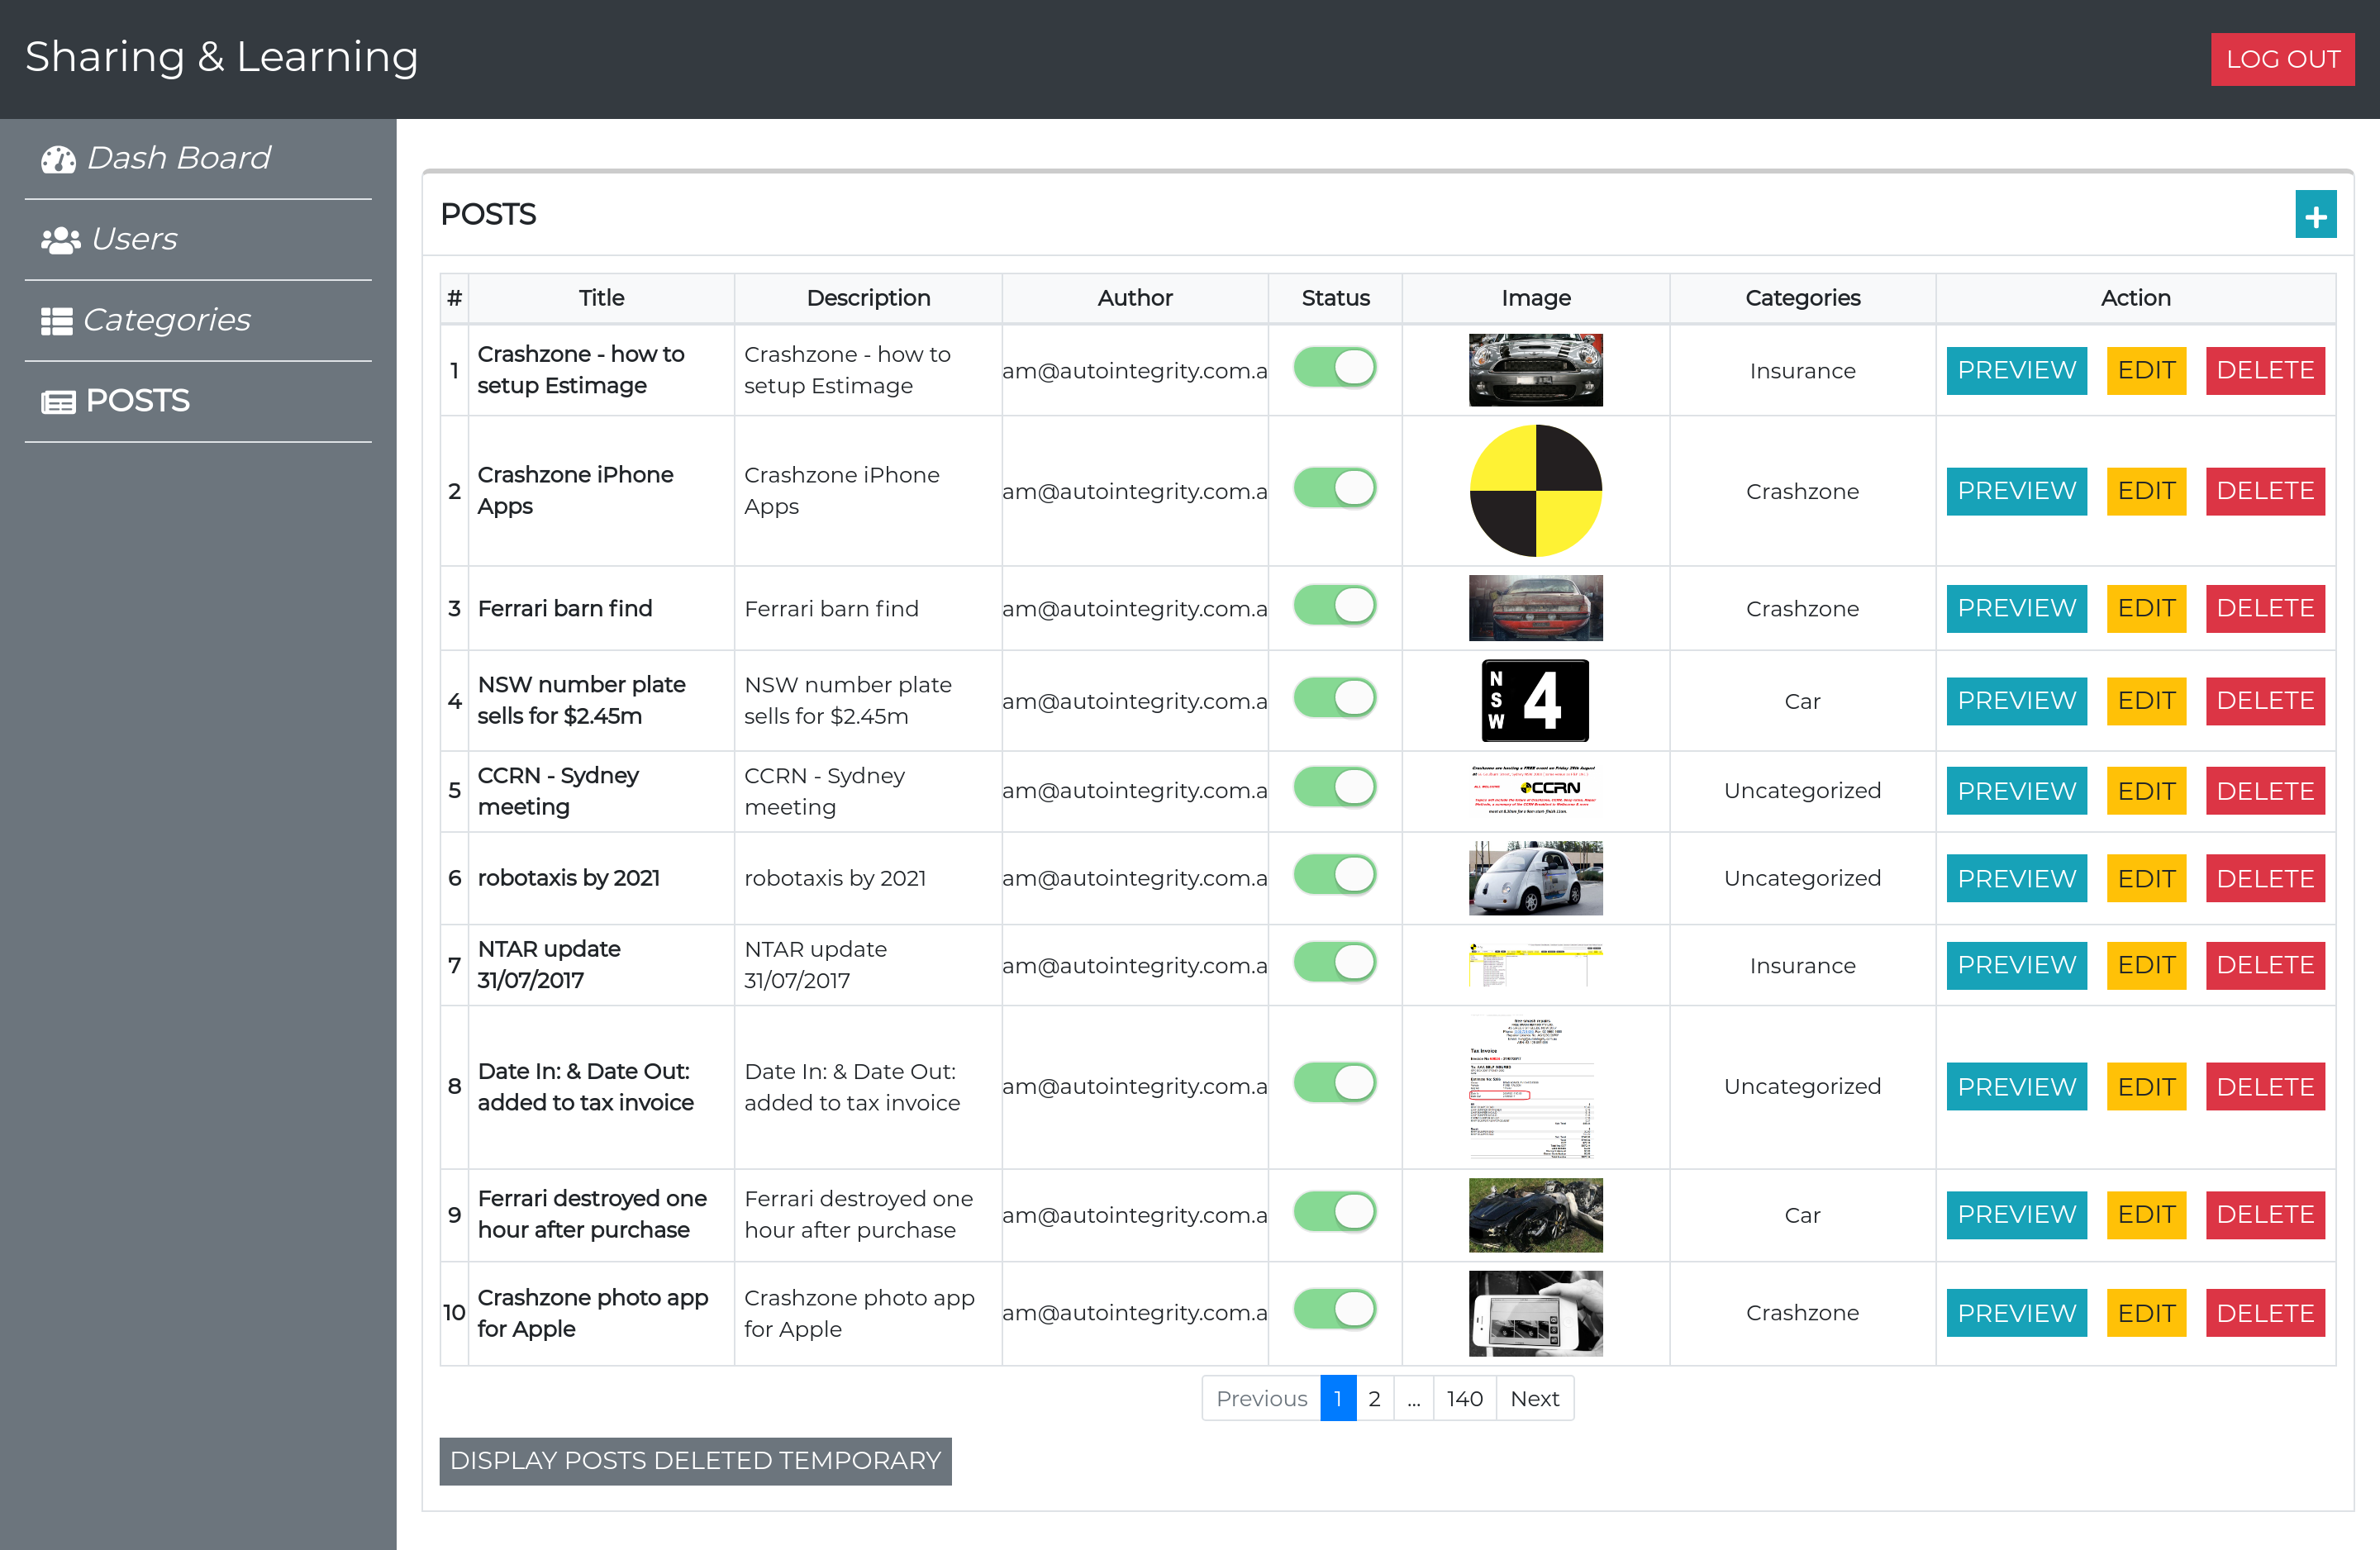 Sharing & Learning
LOG OUT
Dash Board
Users
Categories
POSTS
POSTS
+
# Title Description Author Status Image Categories Action
1 Crashzone - how to setup Estimage Crashzone - how to setup Estimage am@autointegrity.com.a Insurance PREVIEW EDIT DELETE
2 Crashzone iPhone Apps Crashzone iPhone Apps am@autointegrity.com.a Crashzone PREVIEW EDIT DELETE
3 Ferrari barn find Ferrari barn find am@autointegrity.com.a Crashzone PREVIEW EDIT DELETE
4 NSW number plate sells for $2.45m NSW number plate sells for $2.45m am@autointegrity.com.a NSW 4 Car PREVIEW EDIT DELETE
5 CCRN - Sydney meeting CCRN - Sydney meeting am@autointegrity.com.a CCRN Uncategorized PREVIEW EDIT DELETE
6 robotaxis by 2021 robotaxis by 2021 am@autointegrity.com.a Uncategorized PREVIEW EDIT DELETE
7 NTAR update 31/07/2017 NTAR update 31/07/2017 am@autointegrity.com.a Insurance PREVIEW EDIT DELETE
8 Date In: & Date Out: added to tax invoice Date In: & Date Out: added to tax invoice am@autointegrity.com.a Tax Invoice Uncategorized PREVIEW EDIT DELETE
9 Ferrari destroyed one hour after purchase Ferrari destroyed one hour after purchase am@autointegrity.com.a Car PREVIEW EDIT DELETE
10 Crashzone photo app for Apple Crashzone photo app for Apple am@autointegrity.com.a Crashzone PREVIEW EDIT DELETE
Previous 1 2 ... 140 Next
DISPLAY POSTS DELETED TEMPORARY